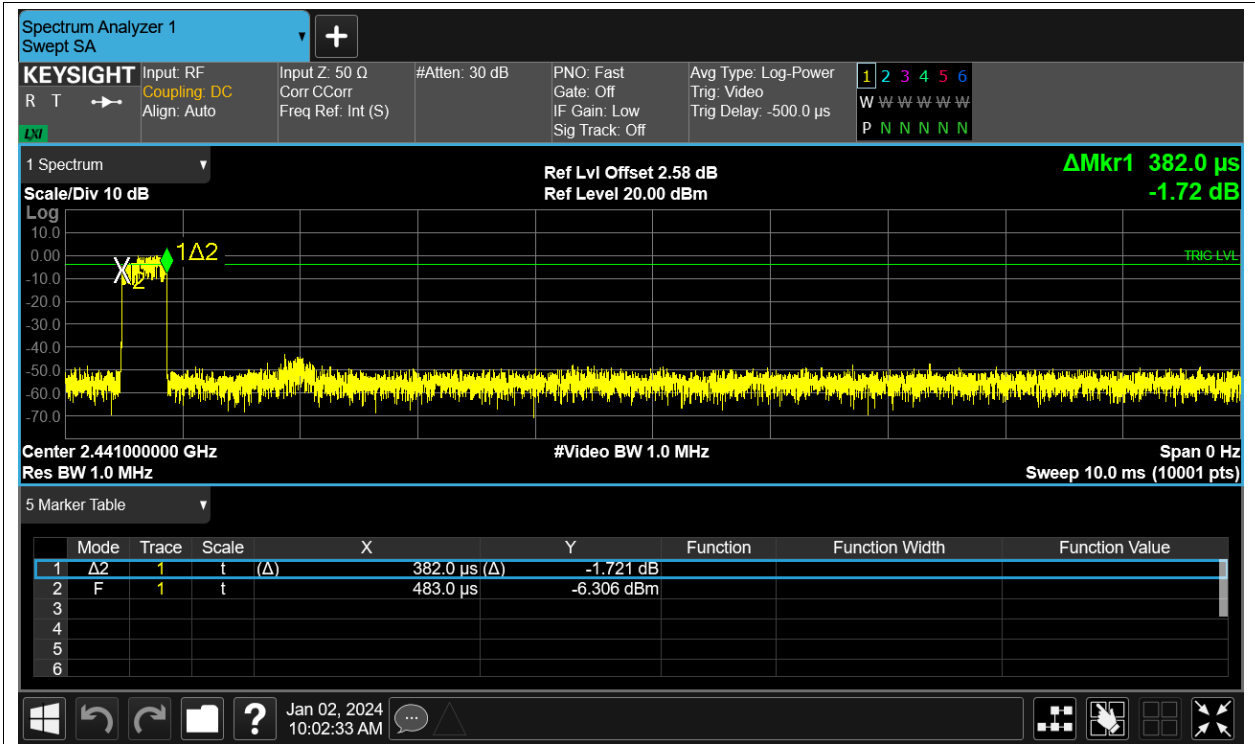 Spectrum Analyzer 1
Swept SA
+
KEYSIGHT
R T
LXI
Input: RF
Coupling: DC
Align: Auto
Input Z: 50 Ω
Corr CCorr
Freq Ref: Int (S)
#Atten: 30 dB
PNO: Fast
Gate: Off
IF Gain: Low
Sig Track: Off
Avg Type: Log-Power
Trig: Video
Trig Delay: -500.0 µs
1 2 3 4 5 6
W W W W W W
P N N N N N
1 Spectrum
Scale/Div 10 dB
Ref Lvl Offset 2.58 dB
Ref Level 20.00 dBm
ΔMkr1 382.0 µs
-1.72 dB
Log
10.0
0.00
-10.0
-20.0
-30.0
-40.0
-50.0
-60.0
-70.0
X
2
1Δ2
TRIG LVL
Center 2.441000000 GHz
#Video BW 1.0 MHz
Span 0 Hz
Res BW 1.0 MHz
Sweep 10.0 ms (10001 pts)
5 Marker Table
Mode Trace Scale X Y Function Function Width Function Value
1 Δ2 1 t (Δ) 382.0 µs (Δ) -1.721 dB
2 F 1 t 483.0 µs -6.306 dBm
3
4
5
6
?
Jan 02, 2024
10:02:33 AM